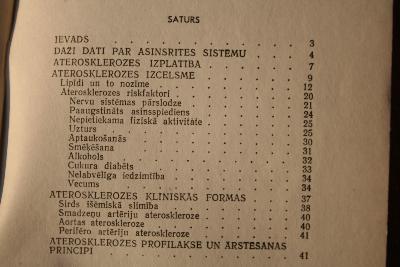 SATURS
IEVADS . . . . . . . . . . 3
DAŽI DATI PAR ASINSRITES SISTĒMU . . 4
ATEROSKLEROZES IZPLATĪBA . . . . 7
ATEROSKLEROZES IZCELSME . . . . 9
Lipīdi un to nozīme . . . . . . 12
Aterosklerozes riskfaktori . . . . . 20
Nervu sistēmas pārslodze . . . . 21
Paaugstināts asinsspiediens . . . . 24
Nepietiekama fiziskā aktivitāte . . . 25
Uzturs . . . . . . . . 25
Aptaukošanās . . . . . . . 30
Smēķēšana . . . . . . . 31
Alkohols . . . . . . . . 32
Cukura diabēts . . . . . . 33
Nelabvēlīga iedzimtība . . . . . 34
Vecums . . . . . . . . 34
ATEROSKLEROZES KLĪNISKĀS FORMAS . . 37
Sirds išēmiskā slimība . . . . . 38
Smadzeņu artēriju ateroskleroze . . . 40
Aortas ateroskleroze . . . . . . 40
Perifēro artēriju ateroskleroze . . . . 41
ATEROSKLEROZES PROFILAKSE UN ĀRSTĒŠANAS
PRINCIPI . . . . . . . . . 41